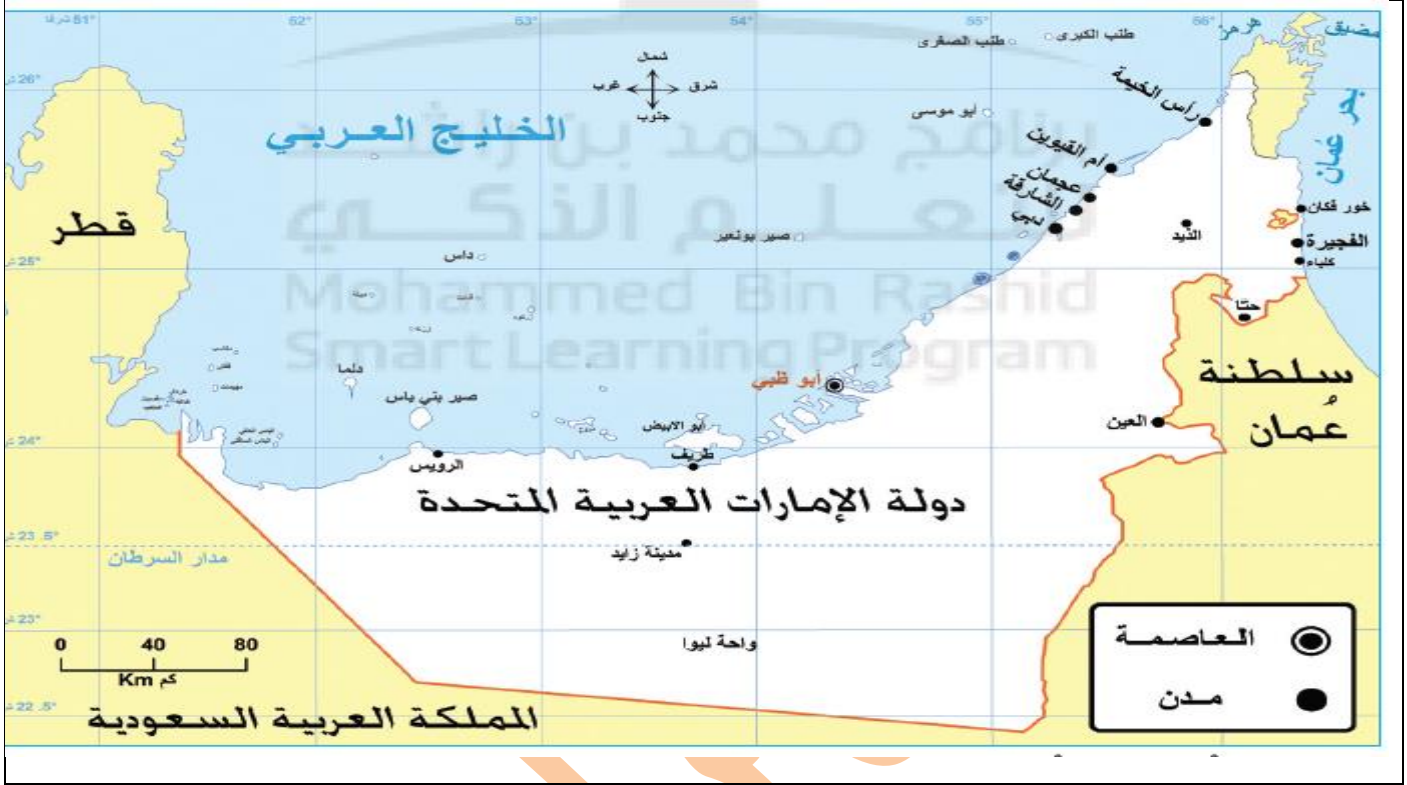 51° شرقا
52°
53°
54°
55°
56°
مضيق هرمز
طنب الكبرى
طنب الصغرى
شمال
شرق
غرب
جنوب
26°
رأس الخيمة
أبو موسى
بحر عُمان
الخليج العربي
برنامج محمد بن راشد
للتعلم الذكي
Mohammed Bin Rashid
Smart Learning Program
أم القيوين
عجمان
الشارقة
دبي
خور فكان
الذيد
الفجيرة
كلباء
قطر
صير بونعير
داس
25°
حتّا
سلطنة
عُمان
دلما
أبو ظبي
صير بني ياس
العين
أبو الابيض
24°
طريف
الرويس
دولة الإمارات العربية المتحدة
23.5°
مدينة زايد
مدار السرطان
23°
واحة ليوا
0 40 80
Km كم
22.5°
المملكة العربية السعودية
العاصمة
مدن